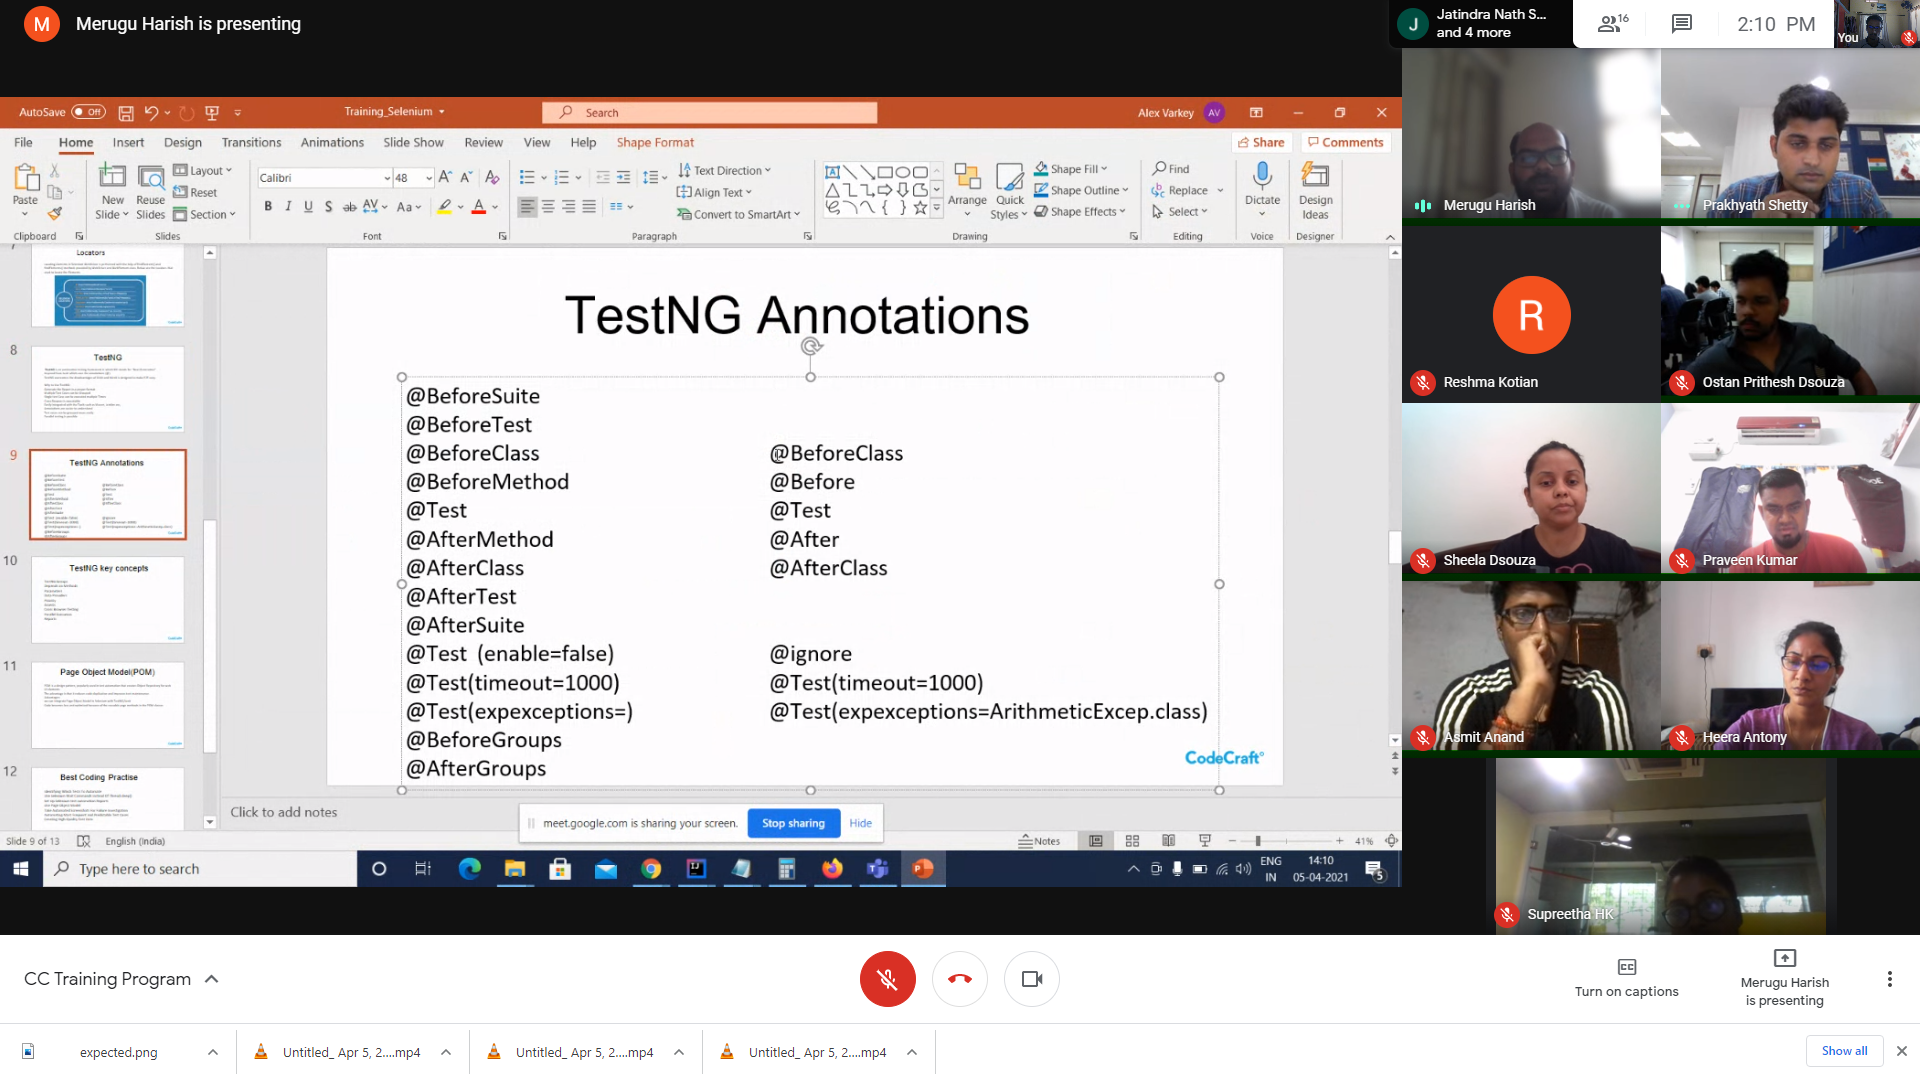 M
Merugu Harish is presenting
J
Jatindra Nath S...
and 4 more
16
2:10 PM
You
AutoSave
Off
Training_Selenium
Search
Alex Varkey
AV
File
Home
Insert
Design
Transitions
Animations
Slide Show
Review
View
Help
Shape Format
Share
Comments
Paste
New Slide
Reuse Slides
Layout
Reset
Section
Calibri
48
B I U S ab AV Aa A
Text Direction
Align Text
Convert to SmartArt
Arrange
Quick Styles
Shape Fill
Shape Outline
Shape Effects
Find
Replace
Select
Dictate
Design Ideas
Clipboard
Slides
Font
Paragraph
Drawing
Editing
Voice
Designer
Locators
8
TestNG
9
TestNG Annotations
10
TestNG key concepts
11
Page Object Model(POM)
12
Best Coding Practise
TestNG Annotations
@BeforeSuite
@BeforeTest
@BeforeClass @BeforeClass
@BeforeMethod @Before
@Test @Test
@AfterMethod @After
@AfterClass @AfterClass
@AfterTest
@AfterSuite
@Test (enable=false) @ignore
@Test(timeout=1000) @Test(timeout=1000)
@Test(expexceptions=) @Test(expexceptions=ArithmeticExcep.class)
@BeforeGroups
@AfterGroups
CodeCraft
Click to add notes
meet.google.com is sharing your screen.
Stop sharing
Hide
Slide 9 of 13
English (India)
Notes
41%
Type here to search
ENG
IN
14:10
05-04-2021
5
Merugu Harish
Prakhyath Shetty
R
Reshma Kotian
Ostan Prithesh Dsouza
Sheela Dsouza
Praveen Kumar
Asmit Anand
Heera Antony
Supreetha HK
CC Training Program
Turn on captions
Merugu Harish
is presenting
expected.png
Untitled_ Apr 5, 2....mp4
Untitled_ Apr 5, 2....mp4
Untitled_ Apr 5, 2....mp4
Show all